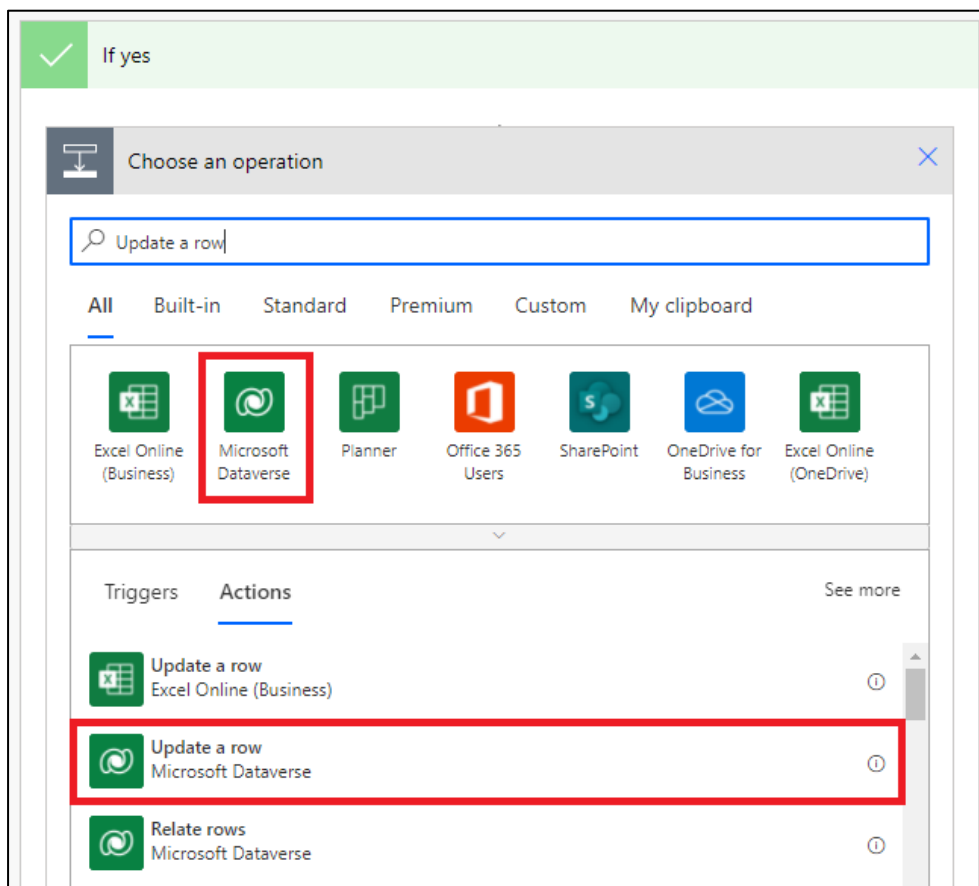 If yes
Choose an operation
Update a row
All Built-in Standard Premium Custom My clipboard
Excel Online (Business)
Microsoft Dataverse
Planner
Office 365 Users
SharePoint
OneDrive for Business
Excel Online (OneDrive)
Triggers Actions See more
Update a row
Excel Online (Business)
Update a row
Microsoft Dataverse
Relate rows
Microsoft Dataverse